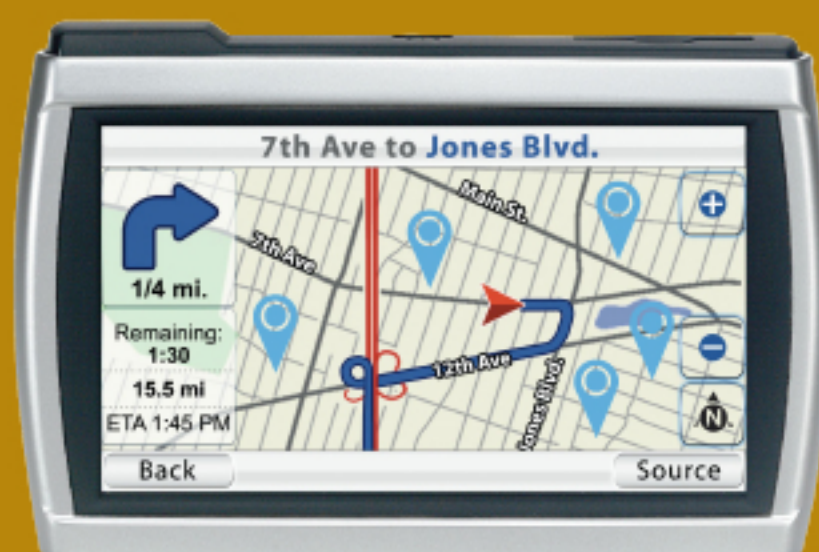 7th Ave to Jones Blvd.
1/4 mi.
Remaining:
1:30
15.5 mi
ETA 1:45 PM
7th Ave
Main St.
12th Ave
Jones Blvd.
N
Back
Source